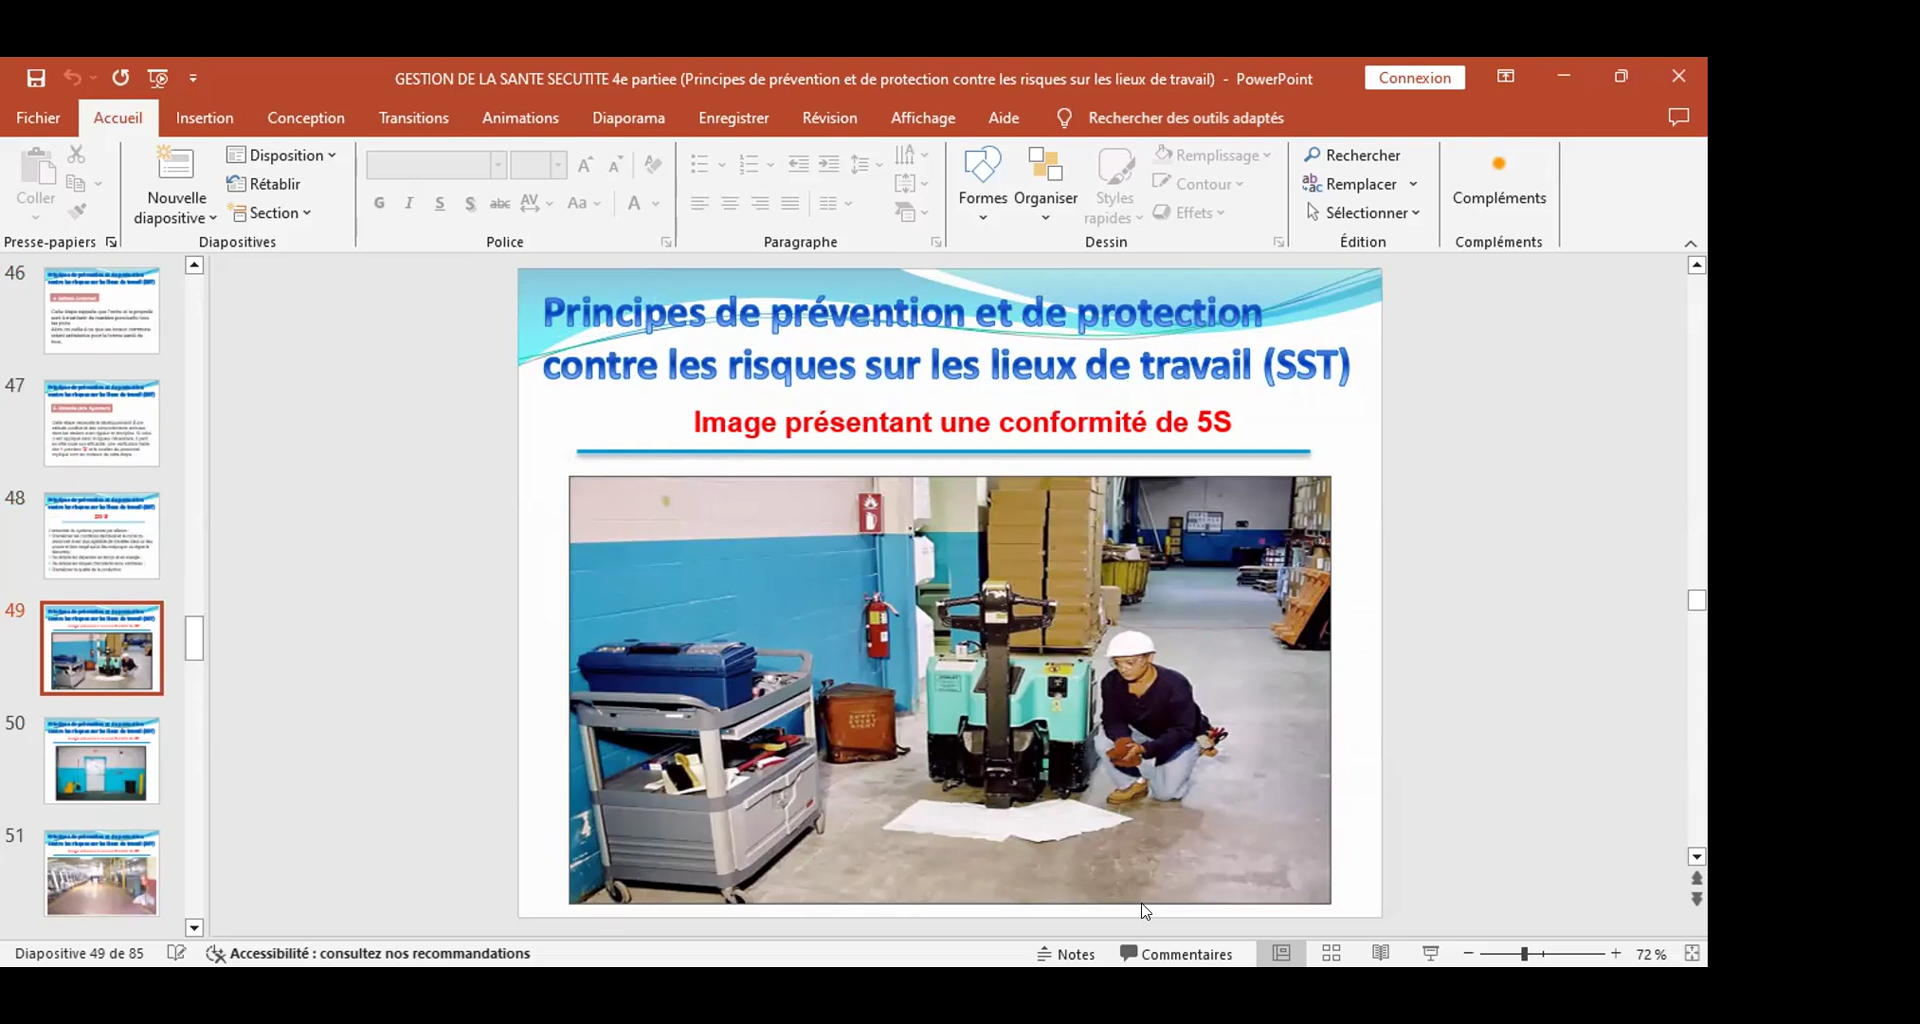 GESTION DE LA SANTE SECUTITE 4e partiee (Principes de prévention et de protection contre les risques sur les lieux de travail) - PowerPoint
Connexion
Fichier Accueil Insertion Conception Transitions Animations Diaporama Enregistrer Révision Affichage Aide Rechercher des outils adaptés
Coller
Presse-papiers
Nouvelle
diapositive
Disposition
Rétablir
Section
Diapositives
G I S S abc AV Aa A
Police
Paragraphe
Formes
Organiser
Styles
rapides
Remplissage
Contour
Effets
Dessin
Rechercher
Remplacer
Sélectionner
Édition
Compléments
Compléments
46
47
48
49
50
51
Principes de prévention et de protection
contre les risques sur les lieux de travail (SST)
Image présentant une conformité de 5S
Diapositive 49 de 85
Accessibilité : consultez nos recommandations
Notes
Commentaires
72 %